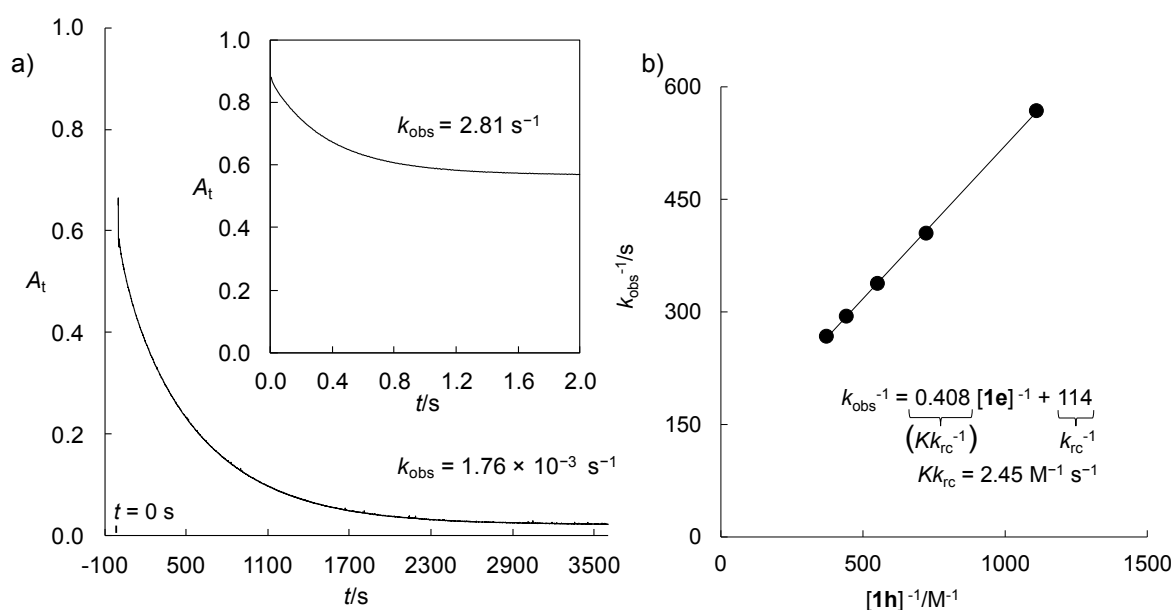 a)
A_t
1.0
0.8
0.6
0.4
0.2
0.0
t = 0 s
k_obs = 1.76 × 10⁻³ s⁻¹
-100 500 1100 1700 2300 2900 3500
t/s
A_t
1.0
0.8
0.6
0.4
0.2
0.0
k_obs = 2.81 s⁻¹
0.0 0.4 0.8 1.2 1.6 2.0
t/s
b)
k_obs⁻¹/s
600
450
300
150
0
k_obs⁻¹ = 0.408 [1e]⁻¹ + 114
(Kk_rc⁻¹) k_rc⁻¹
Kk_rc = 2.45 M⁻¹ s⁻¹
0 500 1000 1500
[1h]⁻¹/M⁻¹